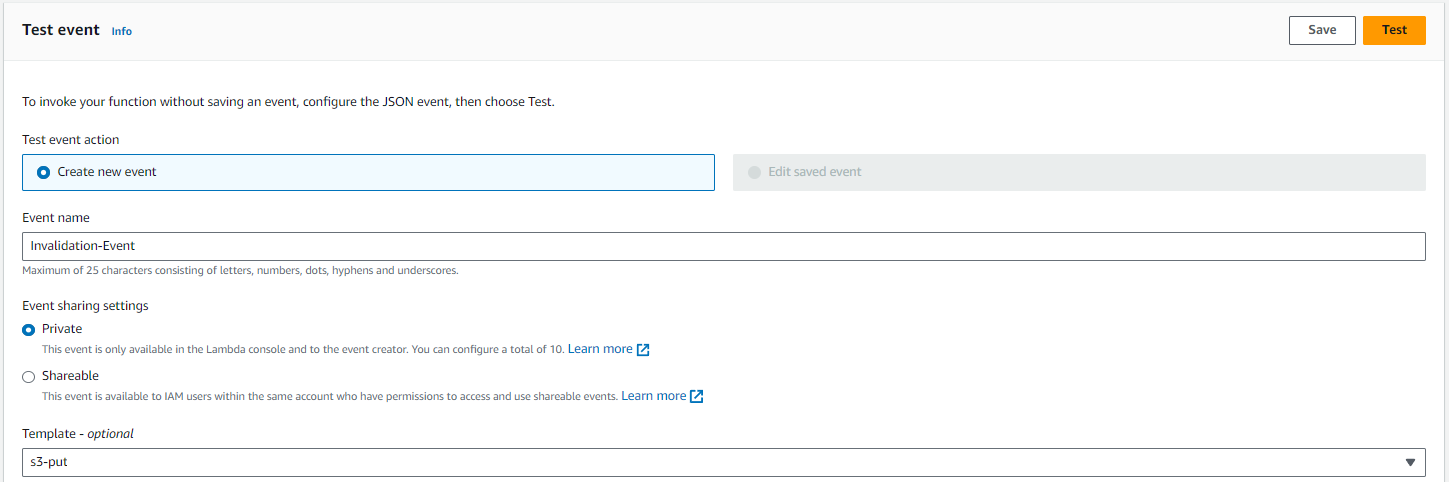 Test event Info
Save
Test
To invoke your function without saving an event, configure the JSON event, then choose Test.
Test event action
Create new event
Edit saved event
Event name
Invalidation-Event
Maximum of 25 characters consisting of letters, numbers, dots, hyphens and underscores.
Event sharing settings
Private
This event is only available in the Lambda console and to the event creator. You can configure a total of 10. Learn more
Shareable
This event is available to IAM users within the same account who have permissions to access and use shareable events. Learn more
Template - optional
s3-put